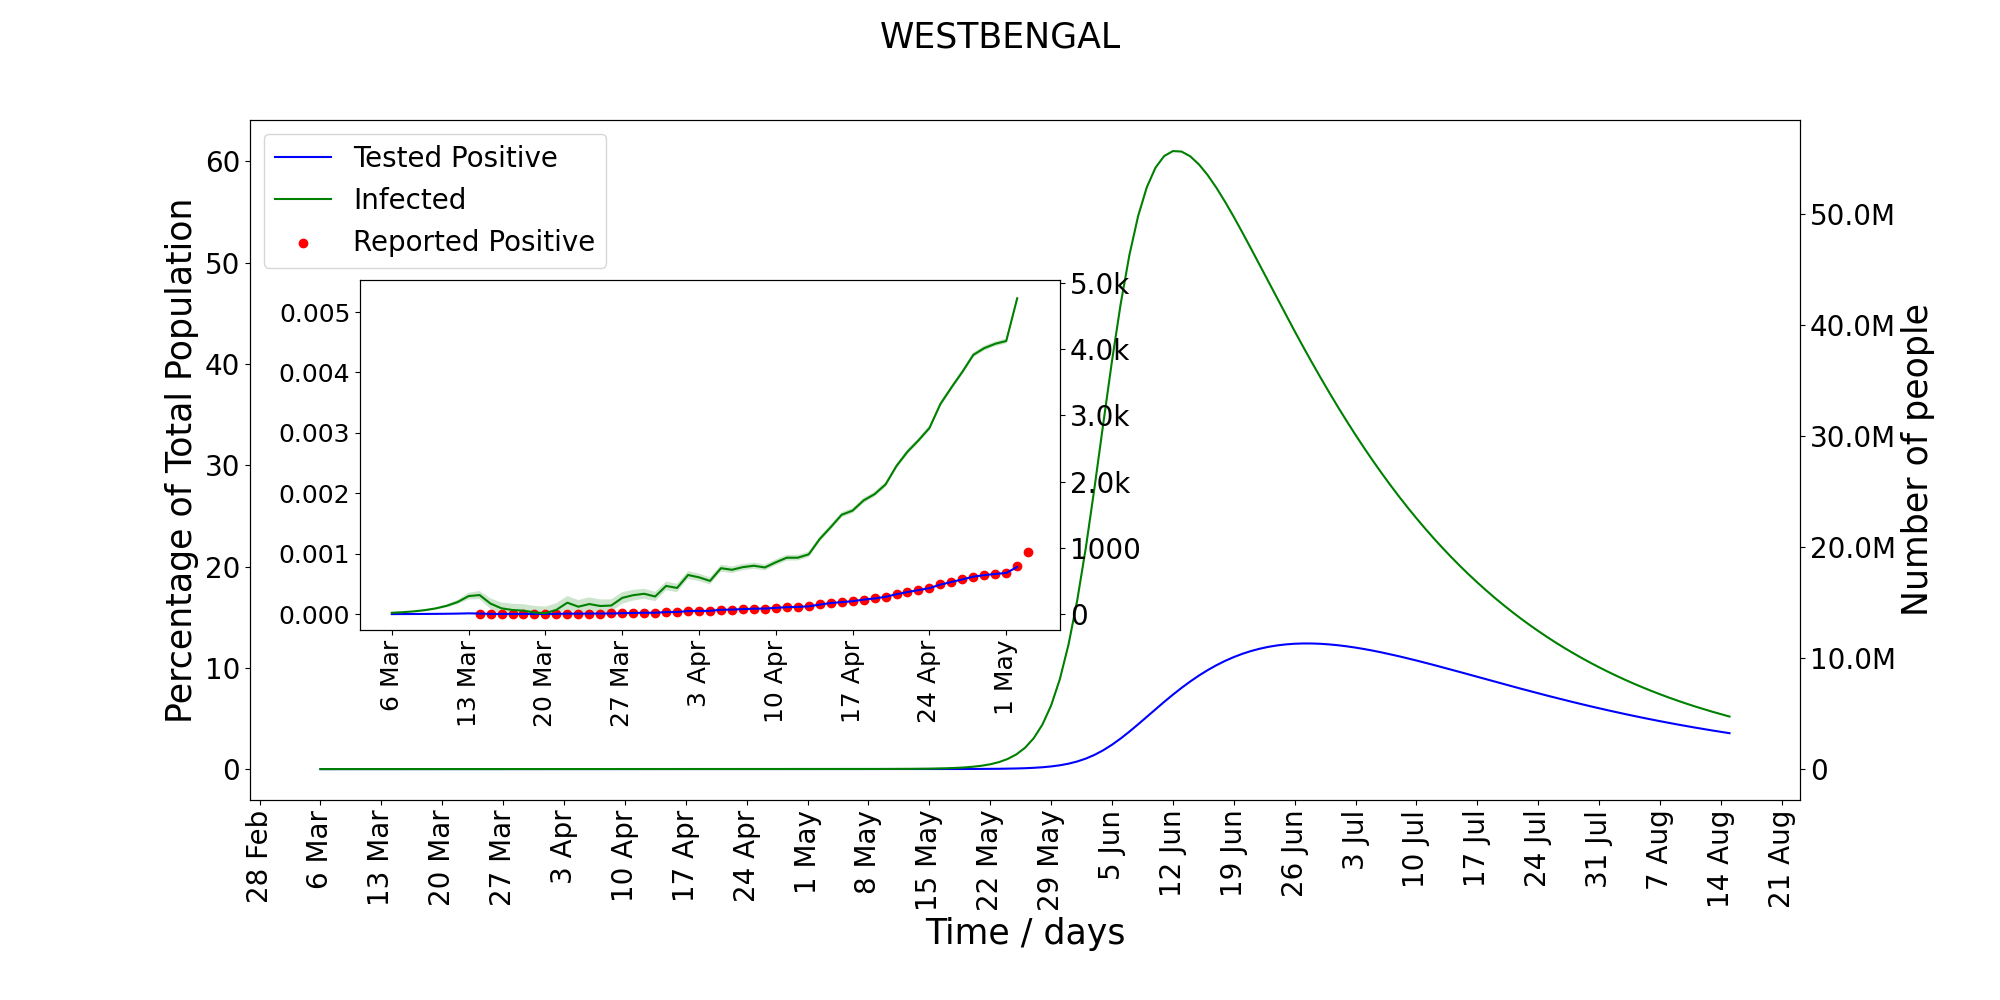 WESTBENGAL
Tested Positive
Infected
Reported Positive
Percentage of Total Population
60
50
40
30
20
10
0
0.005
0.004
0.003
0.002
0.001
0.000
5.0k
4.0k
3.0k
2.0k
1000
0
6 Mar
13 Mar
20 Mar
27 Mar
3 Apr
10 Apr
17 Apr
24 Apr
1 May
50.0M
40.0M
30.0M
20.0M
10.0M
0
Number of people
28 Feb
6 Mar
13 Mar
20 Mar
27 Mar
3 Apr
10 Apr
17 Apr
24 Apr
1 May
8 May
15 May
22 May
29 May
5 Jun
12 Jun
19 Jun
26 Jun
3 Jul
10 Jul
17 Jul
24 Jul
31 Jul
7 Aug
14 Aug
21 Aug
Time / days